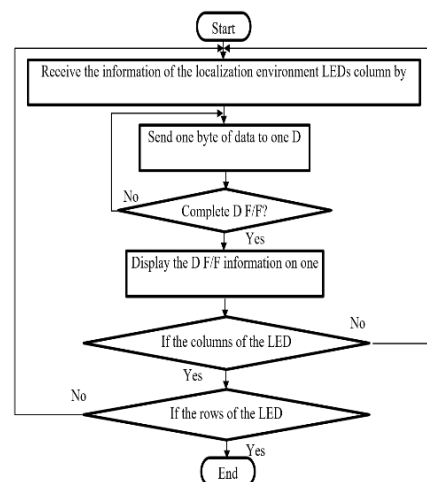 Start
Receive the information of the localization environment LEDs column by
Send one byte of data to one D
No
Complete D F/F?
Yes
Display the D F/F information on one
If the columns of the LED
No
Yes
No
If the rows of the LED
Yes
End